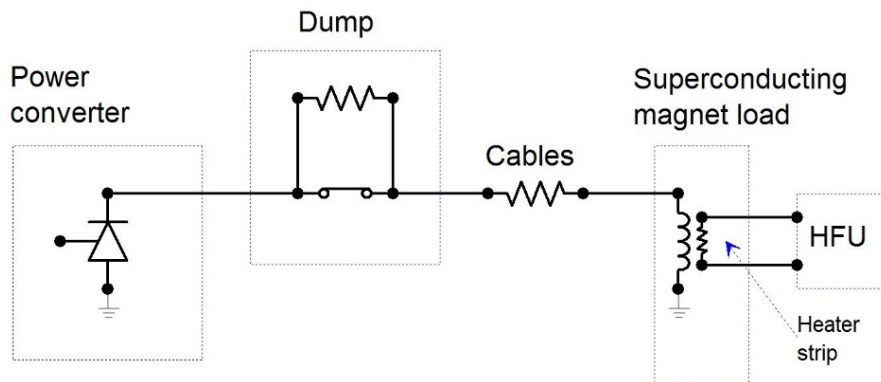 Dump
Power
converter
Superconducting
magnet load
Cables
HFU
Heater
strip